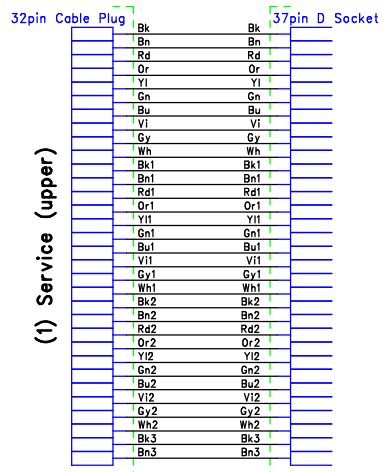 32pin Cable Plug 37pin D Socket
Bk Bk
Bn Bn
Rd Rd
Or Or
Yl Yl
Gn Gn
Bu Bu
Vi Vi
Gy Gy
Wh Wh
Bk1 Bk1
Bn1 Bn1
Rd1 Rd1
Or1 Or1
Yl1 Yl1
Gn1 Gn1
Bu1 Bu1
Vi1 Vi1
Gy1 Gy1
Wh1 Wh1
Bk2 Bk2
Bn2 Bn2
Rd2 Rd2
Or2 Or2
Yl2 Yl2
Gn2 Gn2
Bu2 Bu2
Vi2 Vi2
Gy2 Gy2
Wh2 Wh2
Bk3 Bk3
Bn3 Bn3
(1) Service (upper)